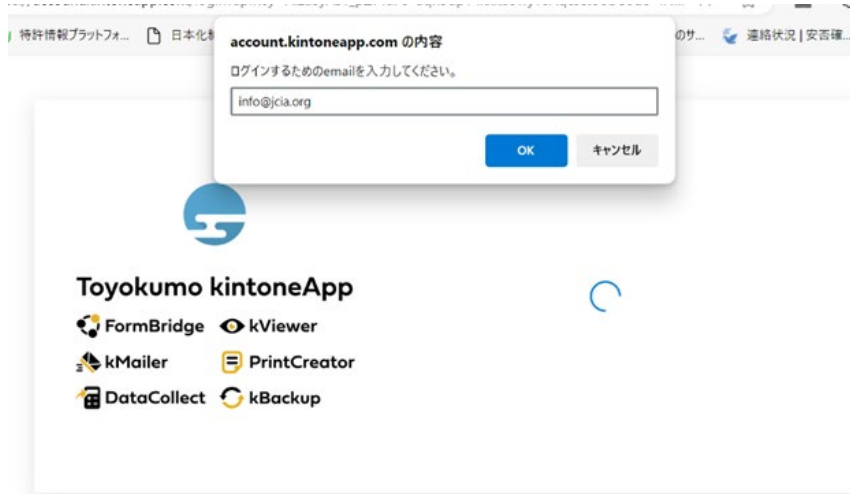 特許情報プラットフォ...
日本化
のサ...
連絡状況 | 安否確...
account.kintoneapp.com の内容
ログインするためのemailを入力してください。
info@jcia.org
OK
キャンセル
Toyokumo kintoneApp
FormBridge
kViewer
kMailer
PrintCreator
DataCollect
kBackup